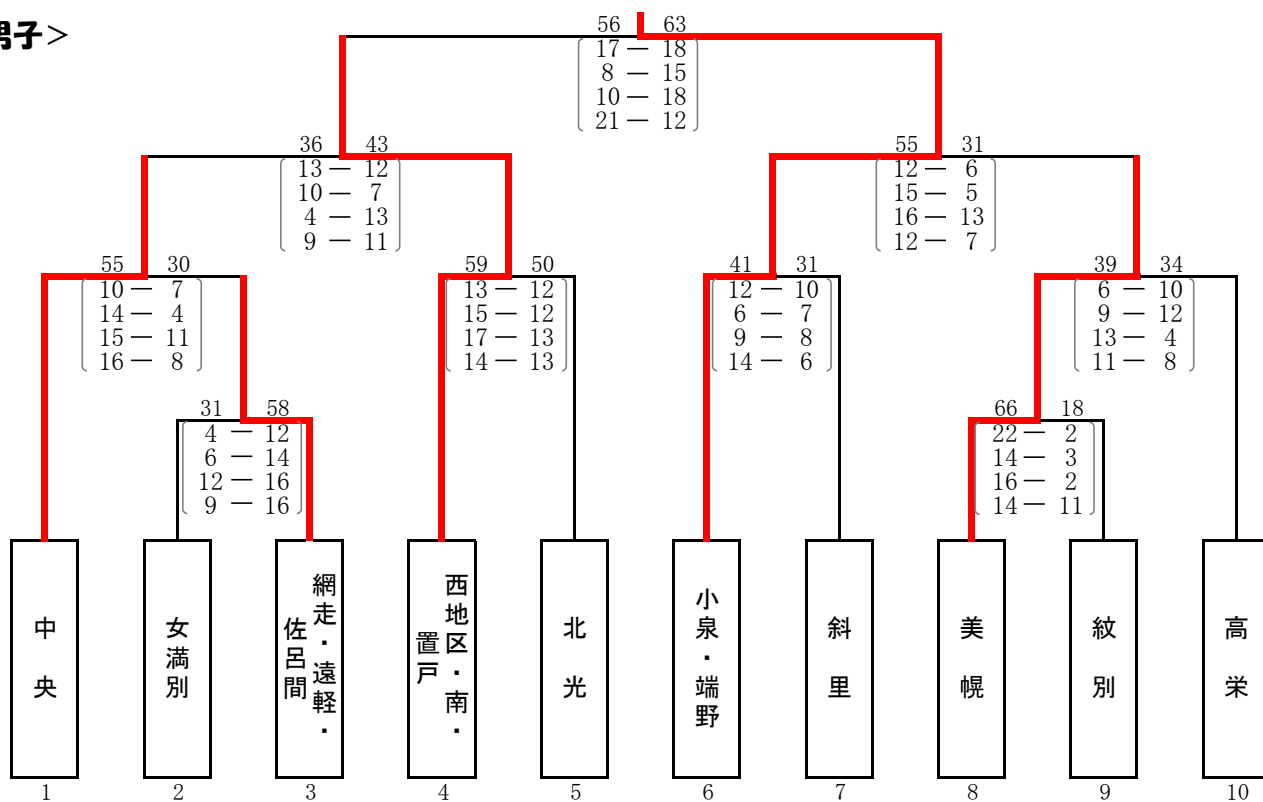 男子＞
56 63
17 － 18
8 － 15
10 － 18
21 － 12
36 43
13 － 12
10 － 7
4 － 13
9 － 11
55 31
12 － 6
15 － 5
16 － 13
12 － 7
55 30
10 － 7
14 － 4
15 － 11
16 － 8
59 50
13 － 12
15 － 12
17 － 13
14 － 13
41 31
12 － 10
6 － 7
9 － 8
14 － 6
39 34
6 － 10
9 － 12
13 － 4
11 － 8
31 58
4 － 12
6 － 14
12 － 16
9 － 16
66 18
22 － 2
14 － 3
16 － 2
14 － 11
中央
女満別
網走・遠軽・
佐呂間
西地区・南・
置戸
北光
小泉・端野
斜里
美幌
紋別
高栄
1 2 3 4 5 6 7 8 9 10